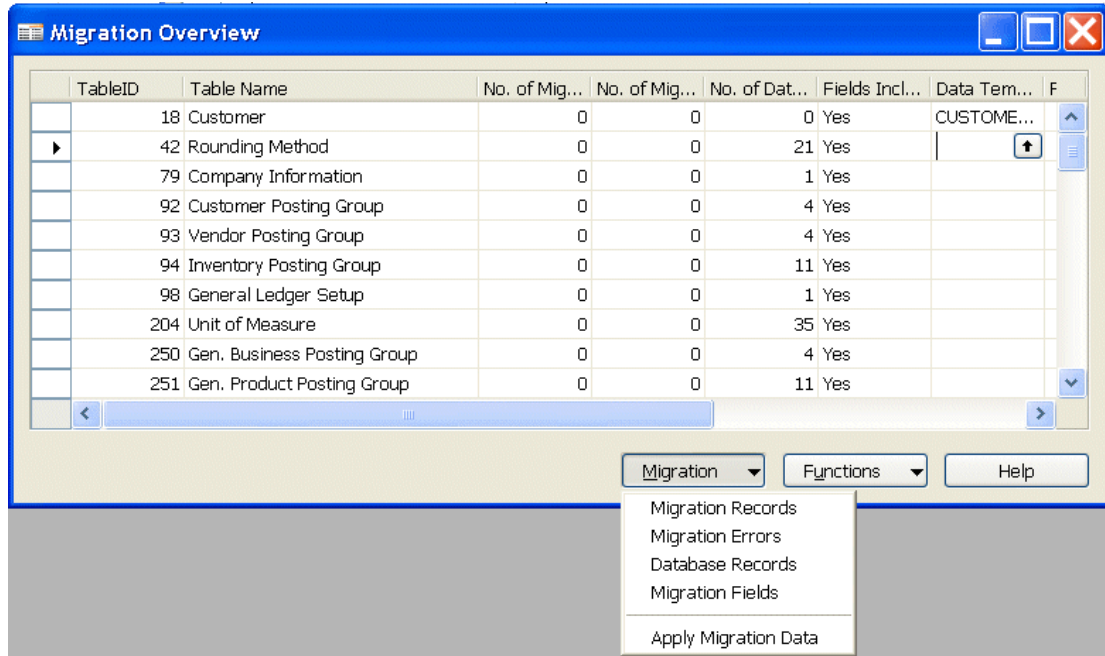 Migration Overview
TableID Table Name No. of Mig... No. of Mig... No. of Dat... Fields Incl... Data Tem... F
18 Customer 0 0 0 Yes CUSTOME...
42 Rounding Method 0 0 21 Yes
79 Company Information 0 0 1 Yes
92 Customer Posting Group 0 0 4 Yes
93 Vendor Posting Group 0 0 4 Yes
94 Inventory Posting Group 0 0 11 Yes
98 General Ledger Setup 0 0 1 Yes
204 Unit of Measure 0 0 35 Yes
250 Gen. Business Posting Group 0 0 4 Yes
251 Gen. Product Posting Group 0 0 11 Yes
Migration Functions Help
Migration Records
Migration Errors
Database Records
Migration Fields
Apply Migration Data